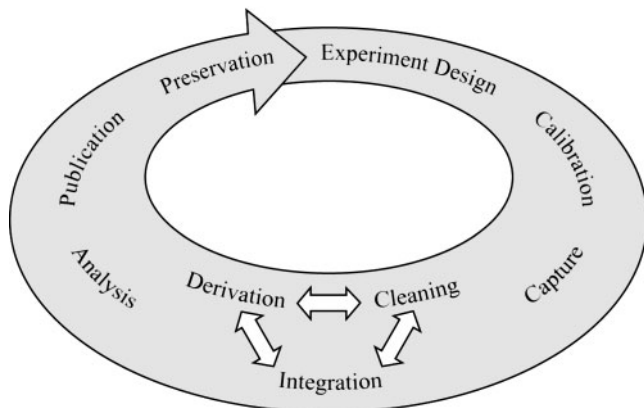 Experiment Design
Calibration
Capture
Cleaning
Integration
Derivation
Analysis
Publication
Preservation